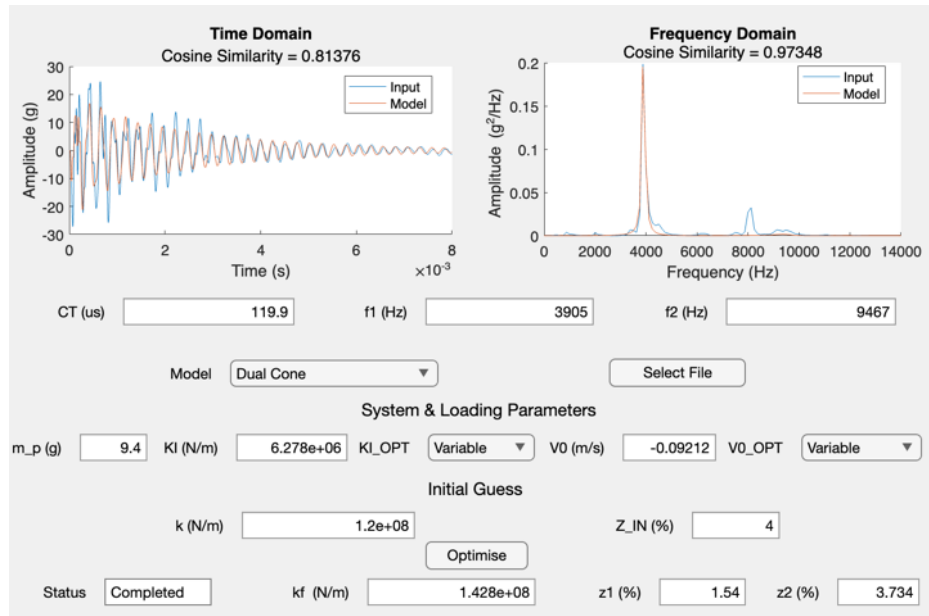 Time Domain
Cosine Similarity = 0.81376
Frequency Domain
Cosine Similarity = 0.97348
30
20
10
0
-10
-20
-30
Amplitude (g)
Input
Model
0 2 4 6 8
×10⁻³
Time (s)
0.2
0.15
0.1
0.05
0
Amplitude (g²/Hz)
Input
Model
0 2000 4000 6000 8000 10000 12000 14000
Frequency (Hz)
CT (us) 119.9 f1 (Hz) 3905 f2 (Hz) 9467
Model Dual Cone Select File
System & Loading Parameters
m_p (g) 9.4 KI (N/m) 6.278e+06 KI_OPT Variable V0 (m/s) -0.09212 V0_OPT Variable
Initial Guess
k (N/m) 1.2e+08 Z_IN (%) 4
Optimise
Status Completed kf (N/m) 1.428e+08 z1 (%) 1.54 z2 (%) 3.734